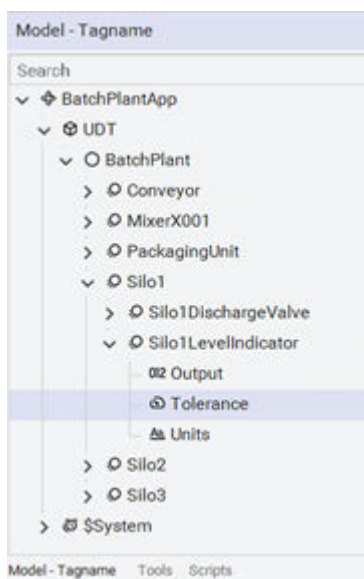 Model - Tagname
Search
BatchPlantApp
UDT
BatchPlant
Conveyor
MixerX001
PackagingUnit
Silo1
Silo1DischargeValve
Silo1LevelIndicator
Output
Tolerance
Units
Silo2
Silo3
$System
Model - Tagname Tools Scripts